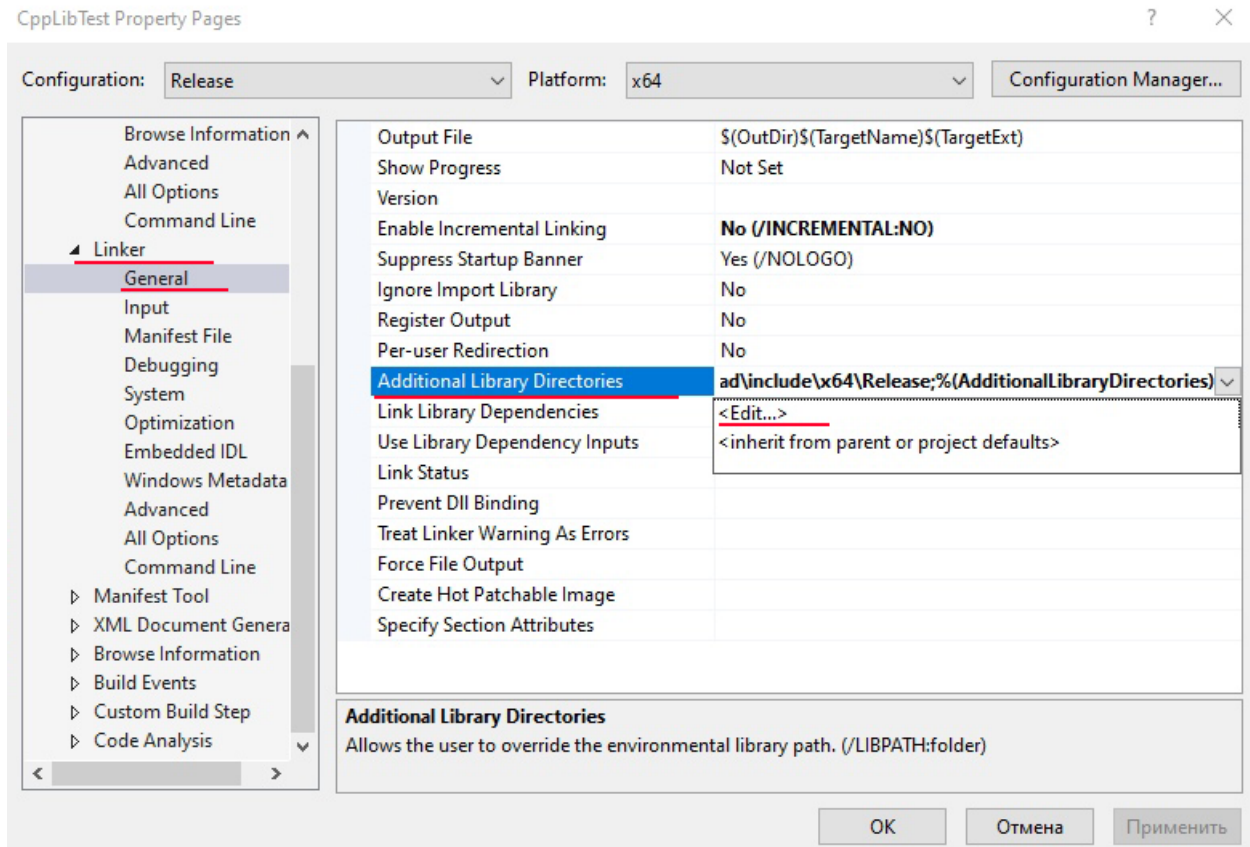 CppLibTest Property Pages
Configuration: Release Platform: x64 Configuration Manager...
Browse Information
Advanced
All Options
Command Line
Linker
General
Input
Manifest File
Debugging
System
Optimization
Embedded IDL
Windows Metadata
Advanced
All Options
Command Line
Manifest Tool
XML Document Genera
Browse Information
Build Events
Custom Build Step
Code Analysis
Output File $(OutDir)$(TargetName)$(TargetExt)
Show Progress Not Set
Version
Enable Incremental Linking No (/INCREMENTAL:NO)
Suppress Startup Banner Yes (/NOLOGO)
Ignore Import Library No
Register Output No
Per-user Redirection No
Additional Library Directories ad\include\x64\Release;%(AdditionalLibraryDirectories)
Link Library Dependencies <Edit...>
Use Library Dependency Inputs <inherit from parent or project defaults>
Link Status
Prevent Dll Binding
Treat Linker Warning As Errors
Force File Output
Create Hot Patchable Image
Specify Section Attributes
Additional Library Directories
Allows the user to override the environmental library path. (/LIBPATH:folder)
OK Отмена Применить